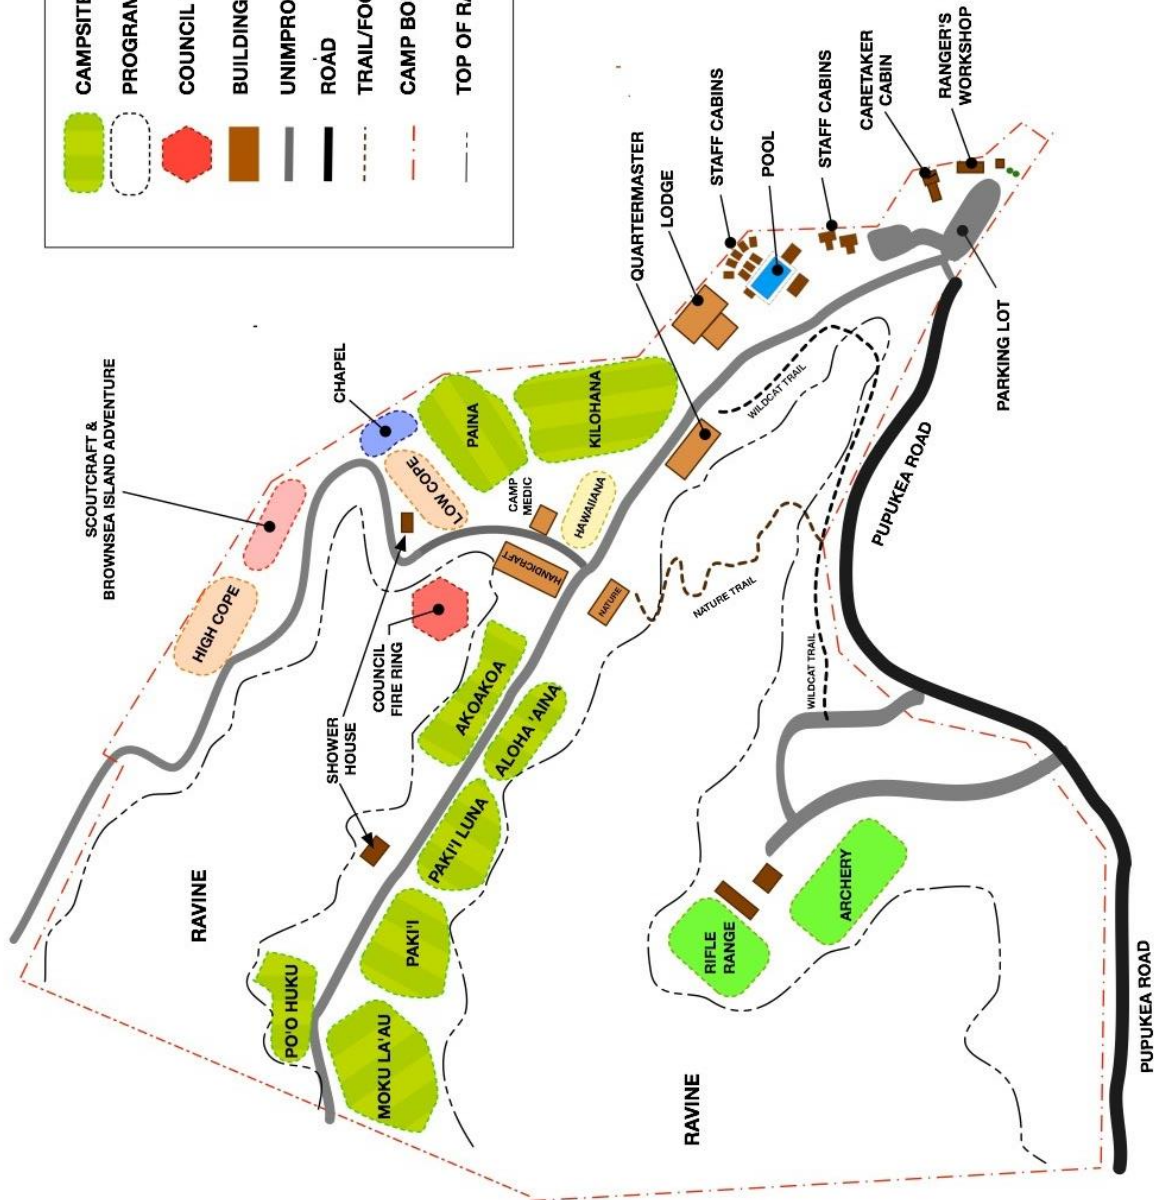 CAMPSITE
PROGRAM
COUNCIL
BUILDING
UNIMPRO
ROAD
TRAIL/FOO
CAMP BO
TOP OF RA
SCOUTCRAFT &
BROWNSEA ISLAND ADVENTURE
CHAPEL
QUARTERMASTER
LODGE
STAFF CABINS
POOL
STAFF CABINS
CARETAKER
CABIN
RANGER'S
WORKSHOP
HIGH COPE
LOW COPE
PAINA
KILOHANA
CAMP
MEDIC
HAWAIIANA
HANDICRAFT
NATURE
WILDCAT TRAIL
PARKING LOT
PUPUKEA ROAD
NATURE TRAIL
WILDCAT TRAIL
SHOWER
HOUSE
COUNCIL
FIRE RING
AKOAKOA
ALOHA 'AINA
PAKI'I LUNA
PAKI'I
PO'O HUKU
MOKU LA'AU
RAVINE
RIFLE
RANGE
ARCHERY
RAVINE
PUPUKEA ROAD